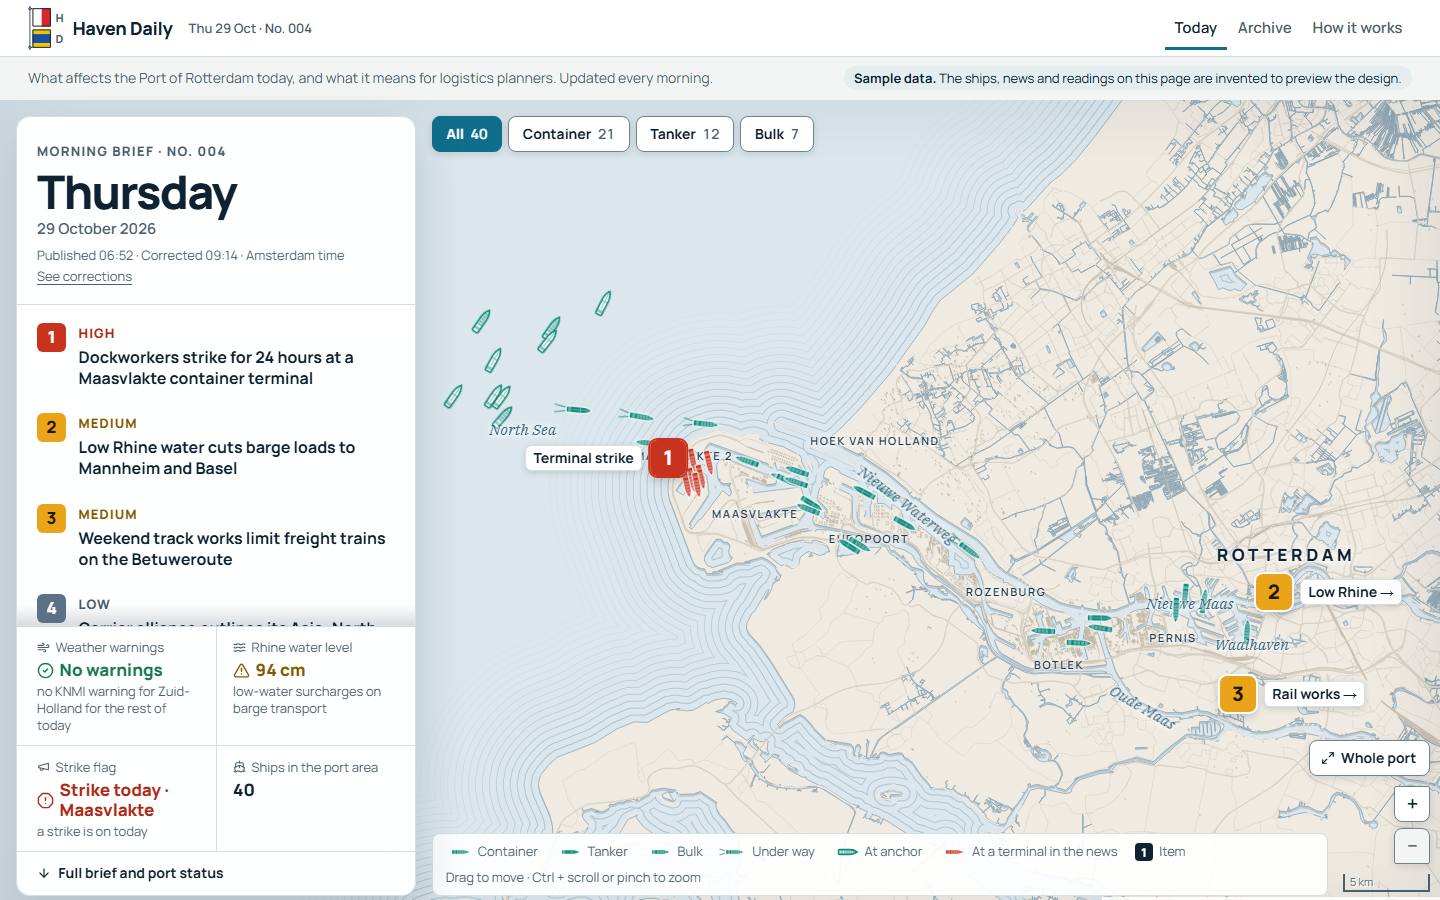 H
D
Haven Daily
Thu 29 Oct · No. 004
Today
Archive
How it works
What affects the Port of Rotterdam today, and what it means for logistics planners. Updated every morning.
Sample data. The ships, news and readings on this page are invented to preview the design.
MORNING BRIEF · NO. 004
Thursday
29 October 2026
Published 06:52 · Corrected 09:14 · Amsterdam time
See corrections
1
HIGH
Dockworkers strike for 24 hours at a
Maasvlakte container terminal
2
MEDIUM
Low Rhine water cuts barge loads to
Mannheim and Basel
3
MEDIUM
Weekend track works limit freight trains
on the Betuweroute
4
LOW
Weather warnings
No warnings
no KNMI warning for Zuid-
Holland for the rest of
today
Rhine water level
94 cm
low-water surcharges on
barge transport
Strike flag
Strike today ·
Maasvlakte
a strike is on today
Ships in the port area
40
Full brief and port status
All 40
Container 21
Tanker 12
Bulk 7
North Sea
Terminal strike
1
2
HOEK VAN HOLLAND
Nieuwe Waterweg
MAASVLAKTE
EUROPOORT
ROZENBURG
ROTTERDAM
2
Low Rhine →
Nieuwe Maas
PERNIS
Waalhaven
BOTLEK
Oude Maas
3
Rail works →
Whole port
+
−
5 km
Container
Tanker
Bulk
Under way
At anchor
At a terminal in the news
1
Item
Drag to move · Ctrl + scroll or pinch to zoom